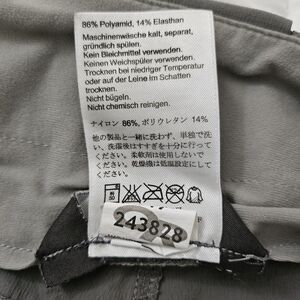 86% Polyamid, 14% Elasthan
Maschinenwäsche kalt, separat,
gründlich spülen.
Kein Bleichmittel verwenden.
Keinen Weichspüler verwenden.
Trocknen bei niedriger Temperatur
oder auf der Leine im Schatten
trocknen.
Nicht bügeln.
Nicht chemisch reinigen.
ナイロン 86%, ポリウレタン 14%
他の製品と一緒に洗わず、単独で洗
い、洗濯後はすすぎを十分に行って
ください。柔軟剤は使用しないで
ください。乾燥機は低温設定にして
ください。
243828
F